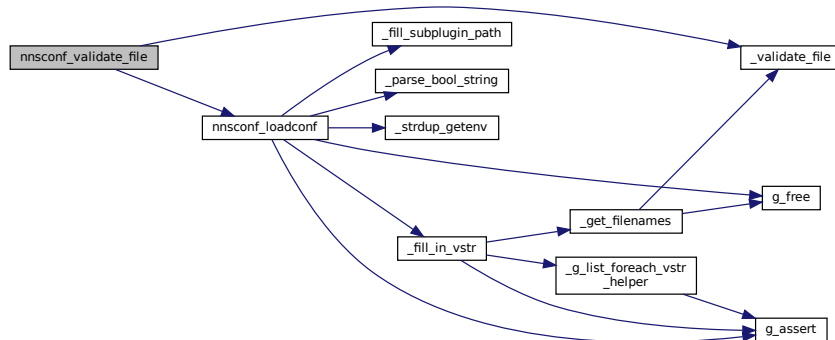 _fill_subplugin_path
nnsconf_validate_file
_validate_file
_parse_bool_string
nnsconf_loadconf
_strdup_getenv
g_free
_get_filenames
_fill_in_vstr
_g_list_foreach_vstr
_helper
g_assert